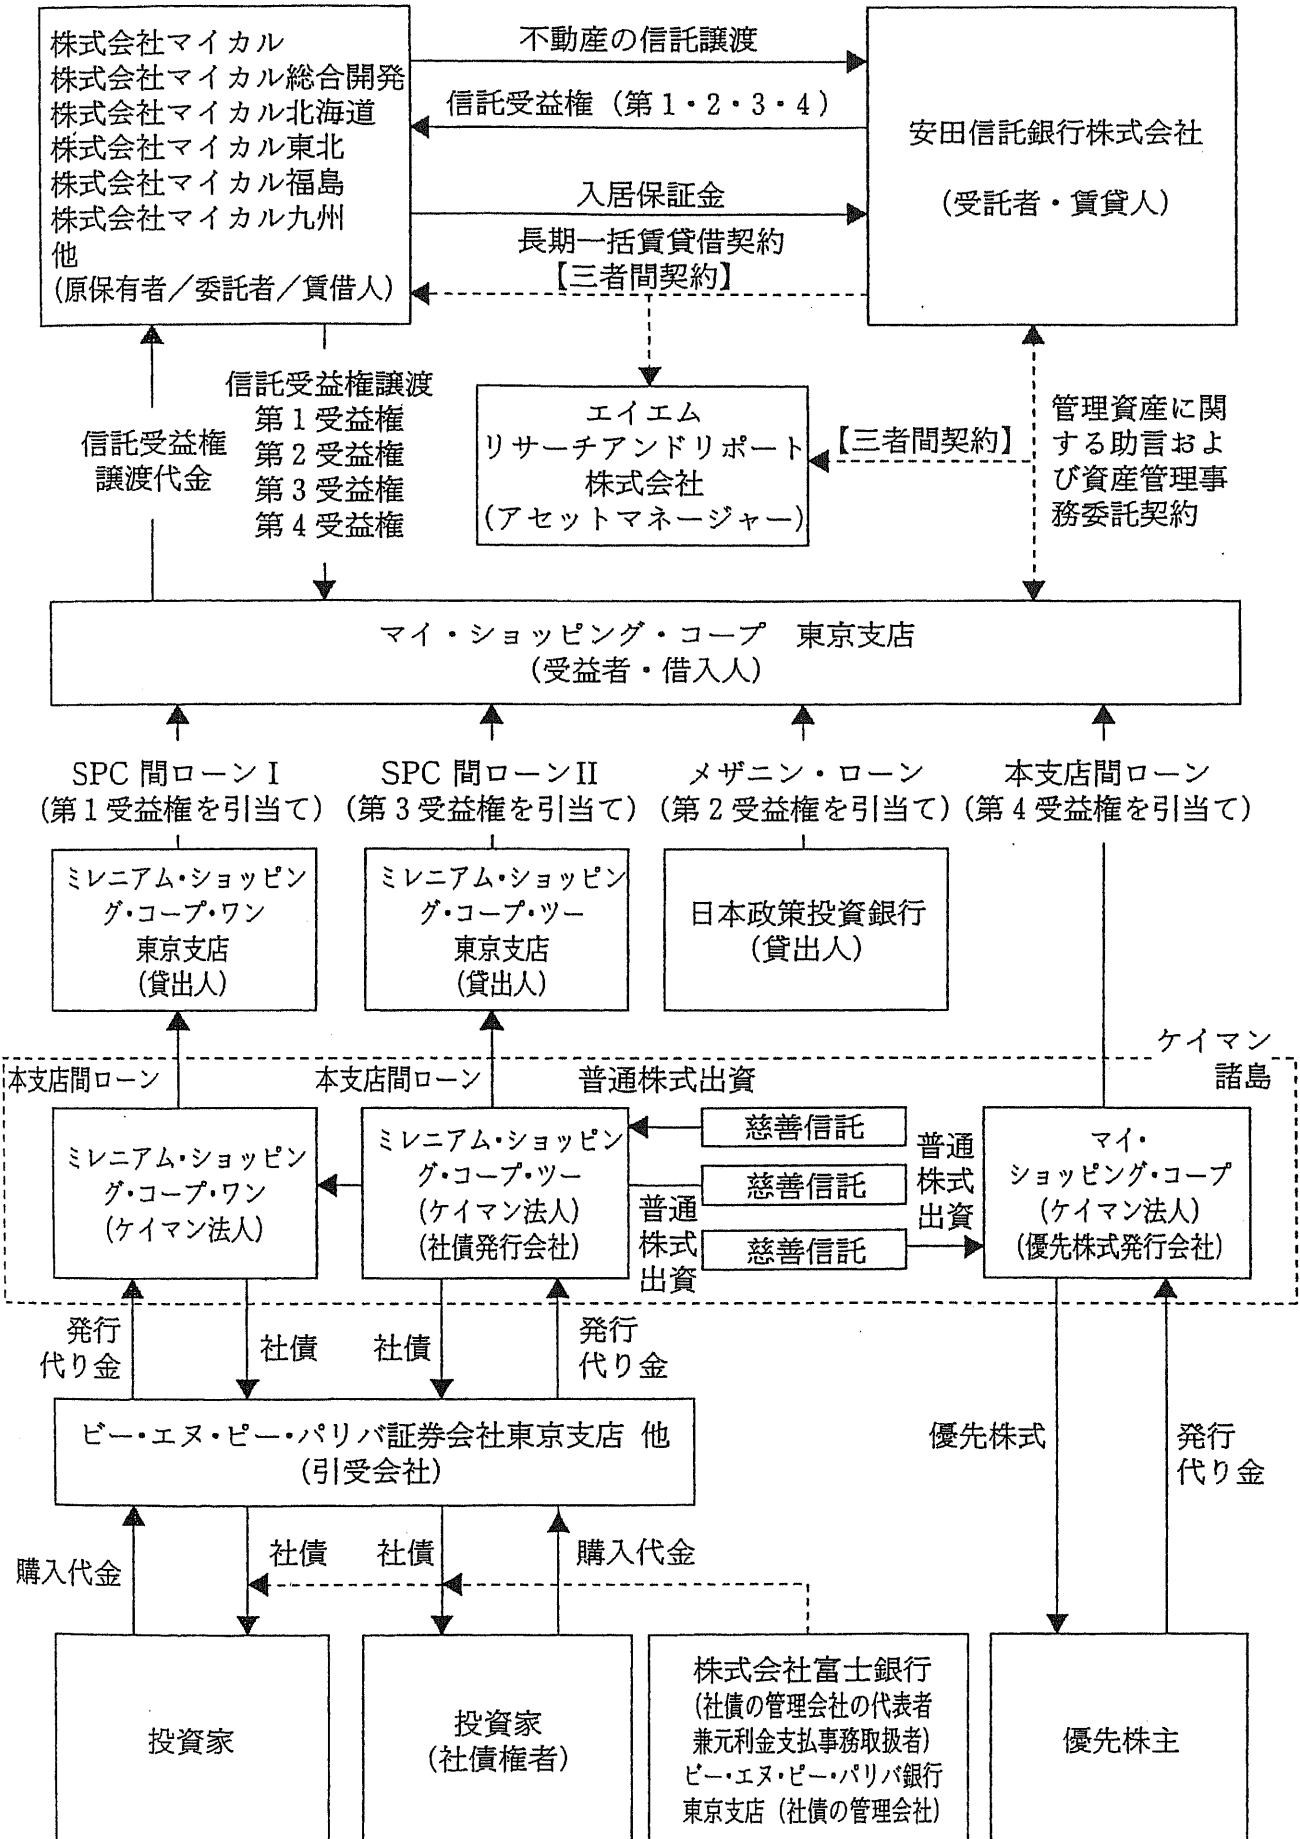 株式会社マイカル
株式会社マイカル総合開発
株式会社マイカル北海道
株式会社マイカル東北
株式会社マイカル福島
株式会社マイカル九州
他
(原保有者／委託者／賃借人)
不動産の信託譲渡
信託受益権（第1・2・3・4）
入居保証金
長期一括賃貸借契約
【三者間契約】
安田信託銀行株式会社
（受託者・賃貸人）
信託受益権
譲渡代金
信託受益権譲渡
第1受益権
第2受益権
第3受益権
第4受益権
エイエム
リサーチアンドリポート
株式会社
(アセットマネージャー)
【三者間契約】
管理資産に関
する助言およ
び資産管理事
務委託契約
マイ・ショッピング・コープ　東京支店
(受益者・借入人)
SPC 間ローンI
(第1受益権を引当て)
SPC 間ローンII
(第3受益権を引当て)
メザニン・ローン
(第2受益権を引当て)
本支店間ローン
(第4受益権を引当て)
ミレニアム・ショッピン
グ・コープ・ワン
東京支店
(貸出人)
ミレニアム・ショッピン
グ・コープ・ツー
東京支店
(貸出人)
日本政策投資銀行
(貸出人)
ケイマン
諸島
本支店間ローン
本支店間ローン
普通株式出資
ミレニアム・ショッピン
グ・コープ・ワン
(ケイマン法人)
ミレニアム・ショッピン
グ・コープ・ツー
(ケイマン法人)
(社債発行会社)
慈善信託
慈善信託
慈善信託
普通
株式
出資
普通
株式
出資
マイ・
ショッピング・コープ
(ケイマン法人)
(優先株式発行会社)
発行
代り金
社債
社債
発行
代り金
ビー・エヌ・ピー・パリバ証券会社東京支店 他
(引受会社)
優先株式
発行
代り金
購入代金
社債
社債
購入代金
投資家
投資家
(社債権者)
株式会社富士銀行
(社債の管理会社の代表者
兼元利金支払事務取扱者)
ビー・エヌ・ピー・パリバ銀行
東京支店（社債の管理会社）
優先株主